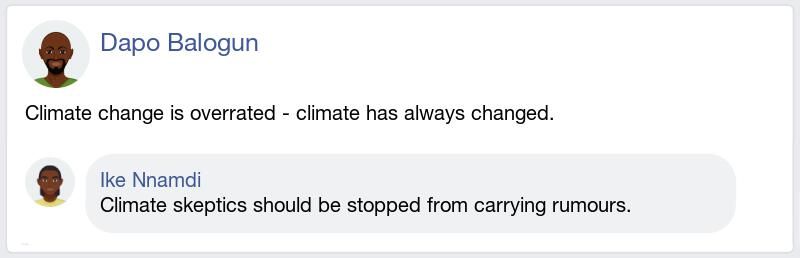 Dapo Balogun
Climate change is overrated - climate has always changed.
Ike Nnamdi
Climate skeptics should be stopped from carrying rumours.